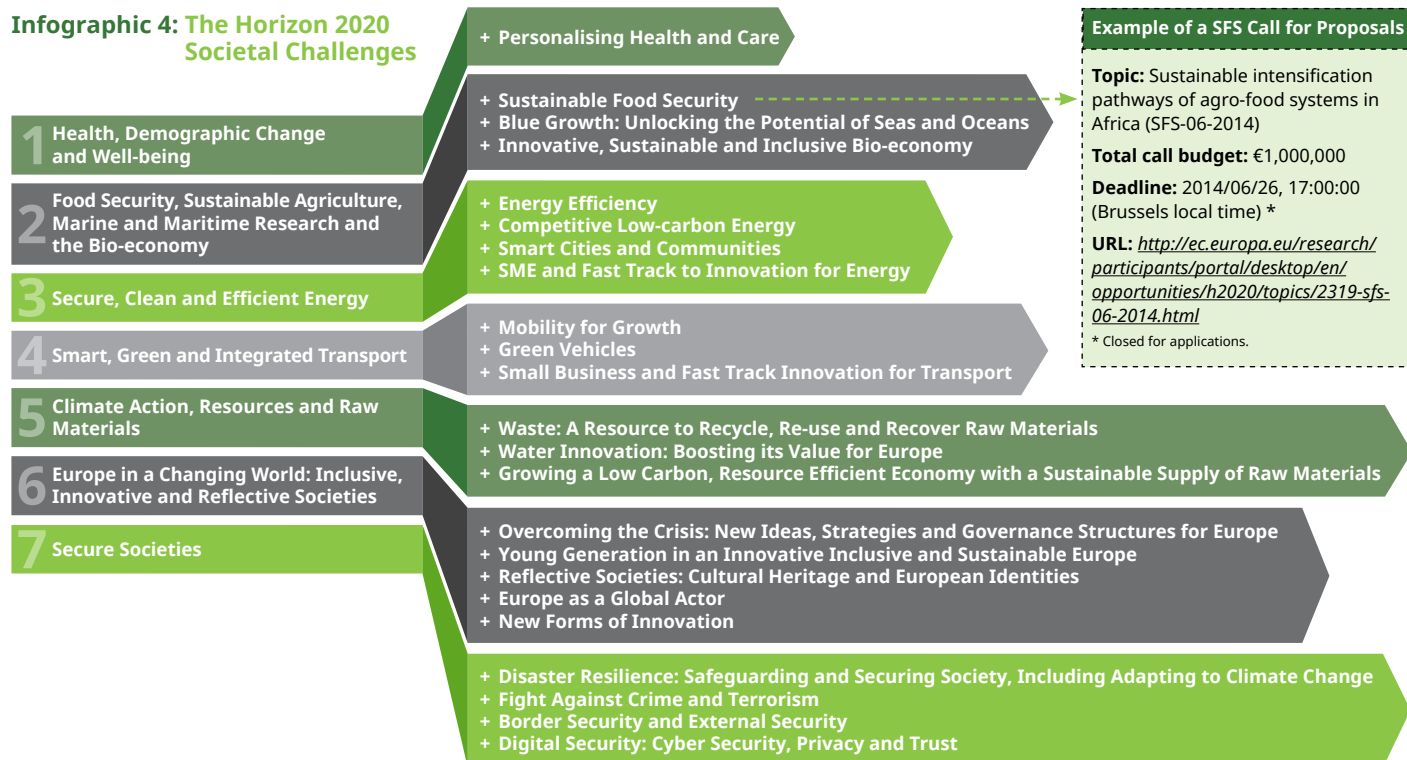 Infographic 4: The Horizon 2020
Societal Challenges
1 Health, Demographic Change
and Well-being
2 Food Security, Sustainable Agriculture,
Marine and Maritime Research and
the Bio-economy
3 Secure, Clean and Efficient Energy
4 Smart, Green and Integrated Transport
5 Climate Action, Resources and Raw
Materials
6 Europe in a Changing World: Inclusive,
Innovative and Reflective Societies
7 Secure Societies
+ Personalising Health and Care
+ Sustainable Food Security
+ Blue Growth: Unlocking the Potential of Seas and Oceans
+ Innovative, Sustainable and Inclusive Bio-economy
+ Energy Efficiency
+ Competitive Low-carbon Energy
+ Smart Cities and Communities
+ SME and Fast Track to Innovation for Energy
+ Mobility for Growth
+ Green Vehicles
+ Small Business and Fast Track Innovation for Transport
+ Waste: A Resource to Recycle, Re-use and Recover Raw Materials
+ Water Innovation: Boosting its Value for Europe
+ Growing a Low Carbon, Resource Efficient Economy with a Sustainable Supply of Raw Materials
+ Overcoming the Crisis: New Ideas, Strategies and Governance Structures for Europe
+ Young Generation in an Innovative Inclusive and Sustainable Europe
+ Reflective Societies: Cultural Heritage and European Identities
+ Europe as a Global Actor
+ New Forms of Innovation
+ Disaster Resilience: Safeguarding and Securing Society, Including Adapting to Climate Change
+ Fight Against Crime and Terrorism
+ Border Security and External Security
+ Digital Security: Cyber Security, Privacy and Trust
Example of a SFS Call for Proposals
Topic: Sustainable intensification
pathways of agro-food systems in
Africa (SFS-06-2014)
Total call budget: €1,000,000
Deadline: 2014/06/26, 17:00:00
(Brussels local time) *
URL: http://ec.europa.eu/research/
participants/portal/desktop/en/
opportunities/h2020/topics/2319-sfs-
06-2014.html
* Closed for applications.